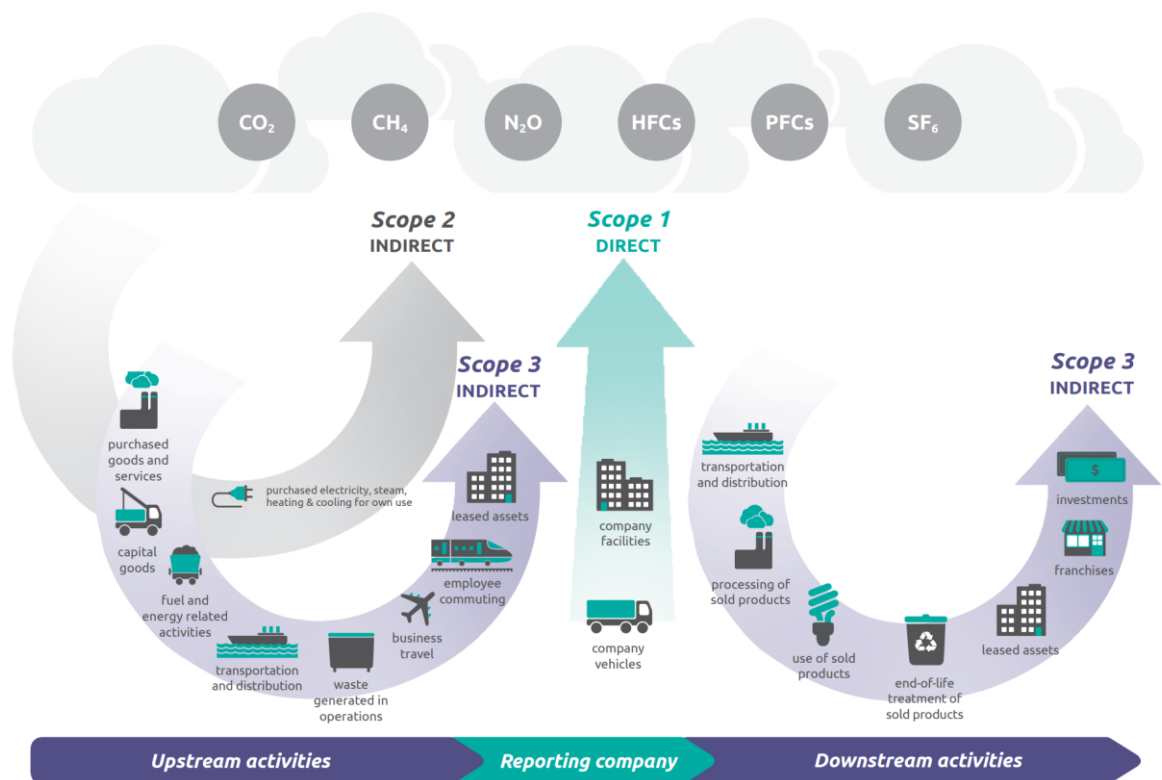 CO₂
CH₄
N₂O
HFCs
PFCs
SF₆
Scope 2
INDIRECT
Scope 1
DIRECT
Scope 3
INDIRECT
Scope 3
INDIRECT
purchased
goods and
services
capital
goods
fuel and
energy related
activities
purchased electricity, steam,
heating & cooling for own use
transportation
and distribution
waste
generated in
operations
business
travel
employee
commuting
leased assets
company
facilities
company
vehicles
transportation
and distribution
processing of
sold products
use of sold
products
end-of-life
treatment of
sold products
leased assets
franchises
$
investments
Upstream activities
Reporting company
Downstream activities